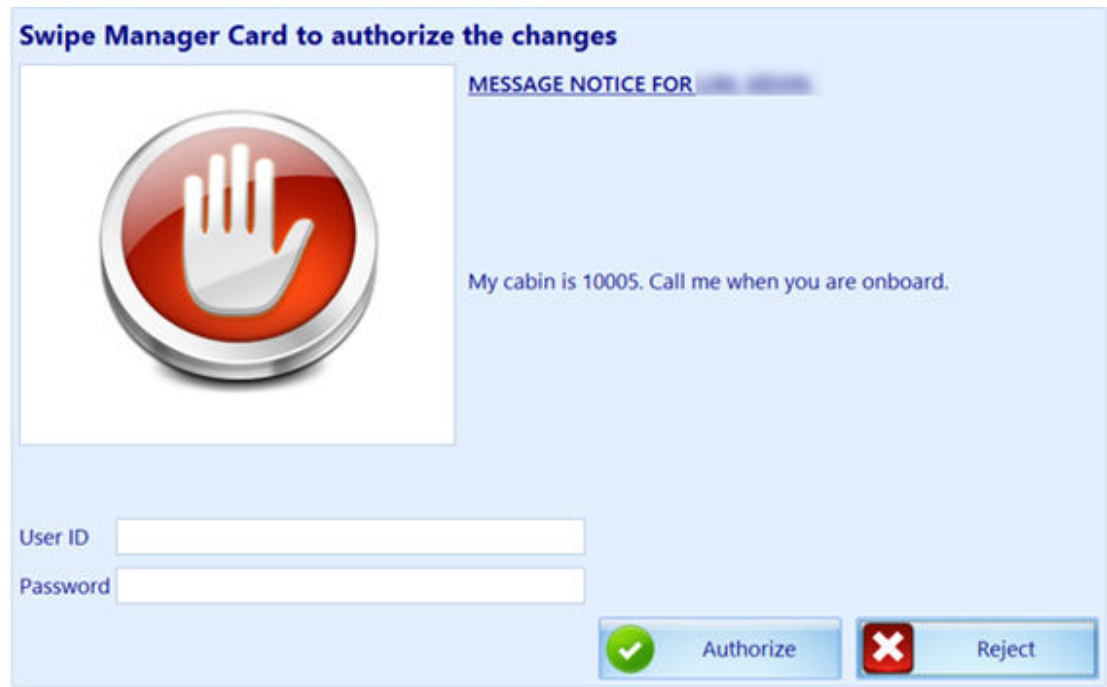 Swipe Manager Card to authorize the changes
MESSAGE NOTICE FOR
My cabin is 10005. Call me when you are onboard.
User ID
Password
Authorize
Reject